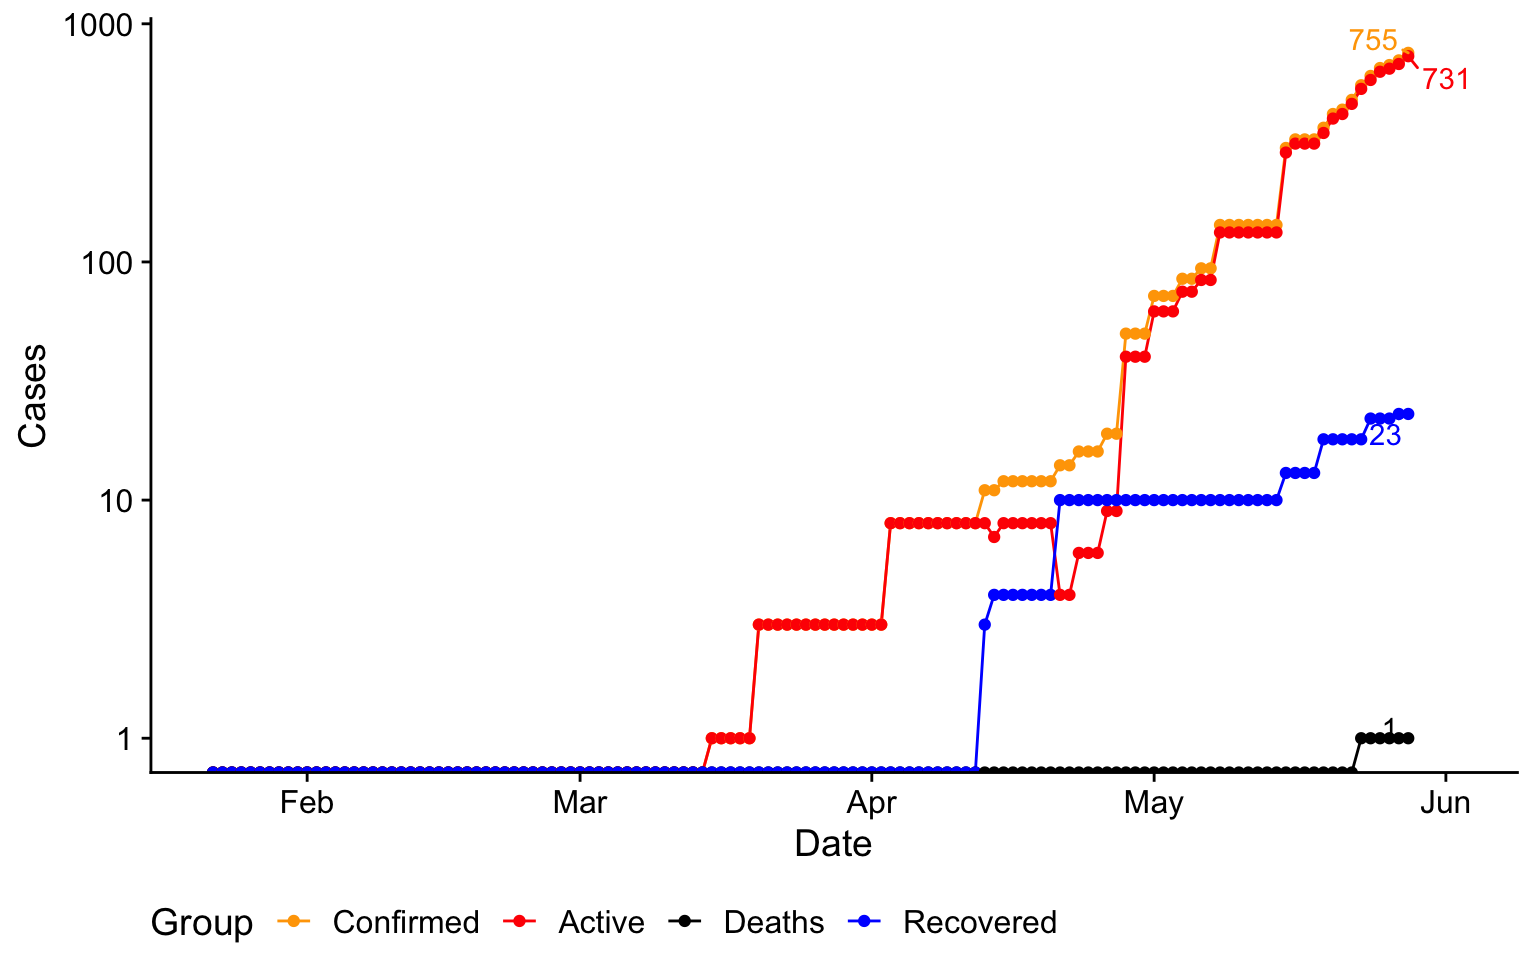 1000
755
731
100
Cases
10
23
1
1
Feb Mar Apr May Jun
Date
Group Confirmed Active Deaths Recovered